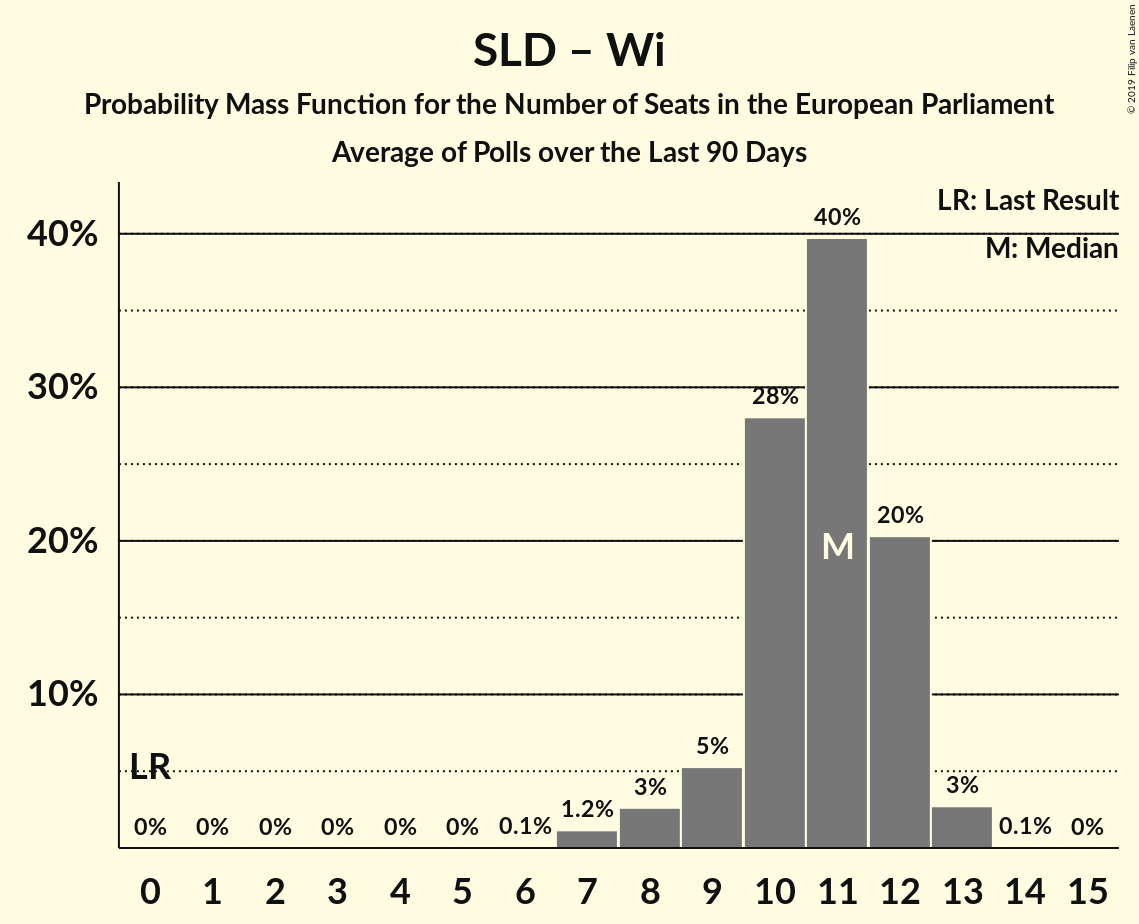 SLD – Wi
Probability Mass Function for the Number of Seats in the European Parliament
Average of Polls over the Last 90 Days
© 2019 Filip van Laenen
LR: Last Result
M: Median
40%
30%
20%
10%
LR
M
0% 0% 0% 0% 0% 0% 0.1% 1.2% 3% 5% 28% 40% 20% 3% 0.1% 0%
0 1 2 3 4 5 6 7 8 9 10 11 12 13 14 15